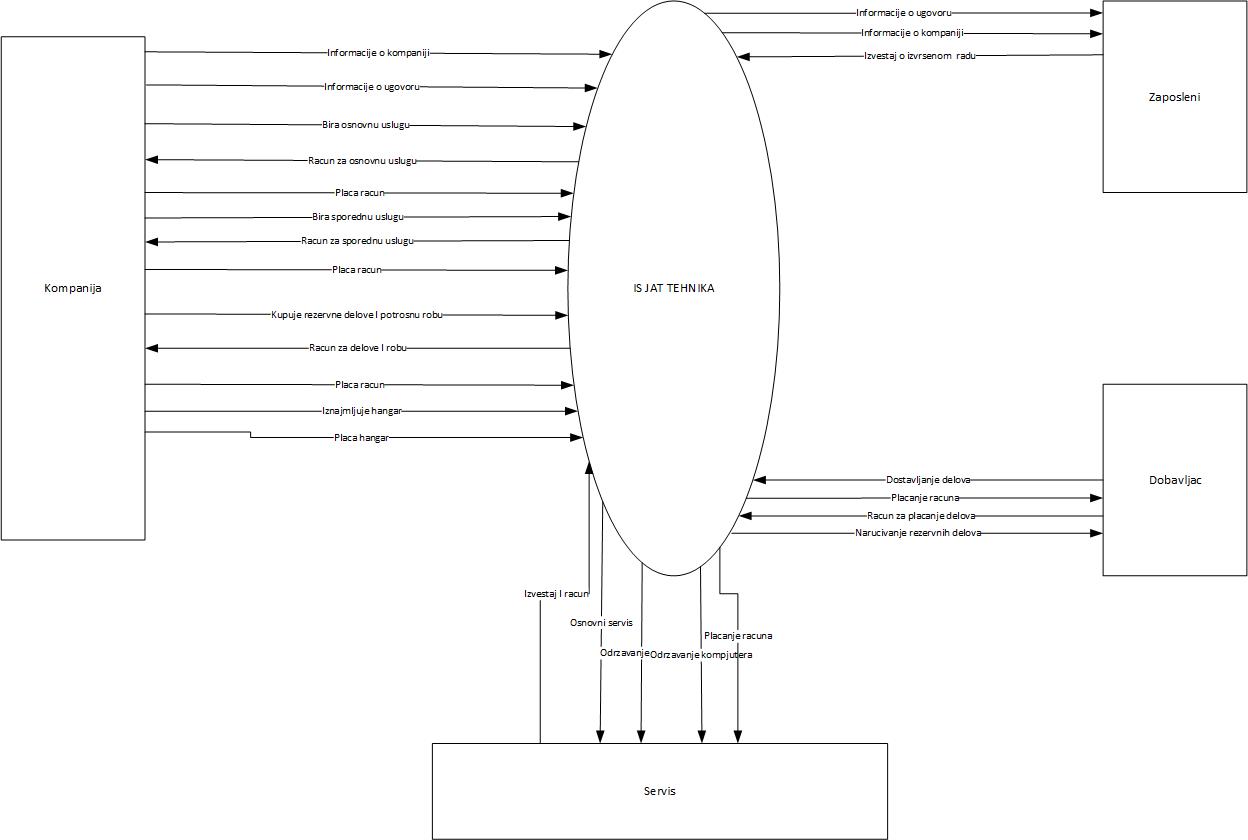 Informacije o ugovoru
Informacije o kompaniji
Izvestaj o izvrsenom radu
Zaposleni
Informacije o kompaniji
Informacije o ugovoru
Bira osnovnu uslugu
Racun za osnovnu uslugu
Placa racun
Bira sporednu uslugu
Racun za sporednu uslugu
Placa racun
Kompanija
IS JAT TEHNIKA
Kupuje rezervne delove I potrosnu robu
Racun za delove I robu
Placa racun
Iznajmljuje hangar
Placa hangar
Dostavljanje delova
Dobavljac
Placanje racuna
Racun za placanje delova
Narucivanje rezervnih delova
Izvestaj I racun
Osnovni servis
Placanje racuna
Odrzavanje
Odrzavanje kompjutera
Servis